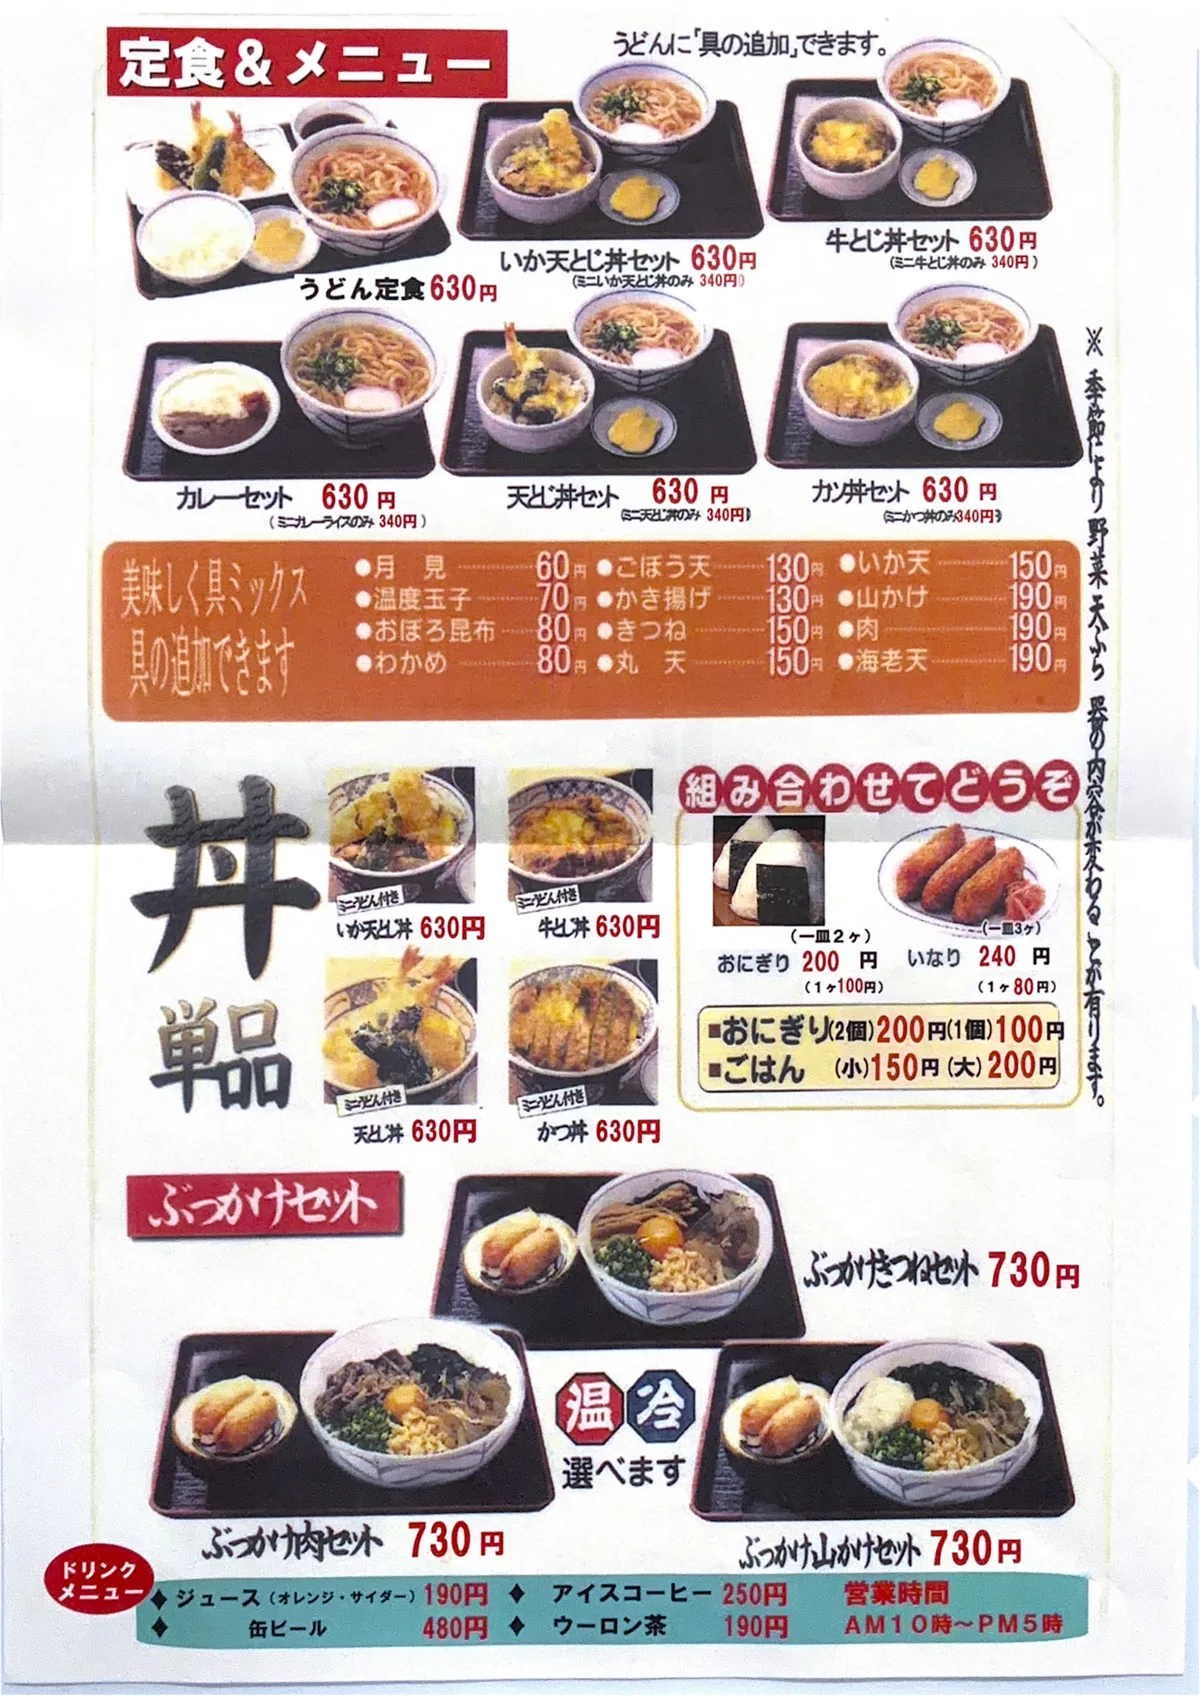 定食&メニュー
うどんに「具の追加」できます。
うどん定食630円
いか天とじ丼セット 630円
(ミニいか天とじ丼のみ 340円)
牛とじ丼セット 630円
(ミニ牛とじ丼のみ 340円)
カレーセット 630円
(ミニカレーライスのみ 340円)
天とじ丼セット 630円
(ミニ天とじ丼のみ 340円)
カツ丼セット 630円
(ミニかつ丼のみ340円)
※季節により野菜天ぷら器の内容が変わることが有ります。
美味しく具ミックス
具の追加できます
●月 見 60円
●温度玉子 70円
●おぼろ昆布 80円
●わかめ 80円
●ごぼう天 130円
●かき揚げ 130円
●きつね 150円
●丸 天 150円
●いか天 150円
●山かけ 190円
●肉 190円
●海老天 190円
丼
単品
ミニうどん付き
いか天とじ丼 630円
ミニうどん付き
牛とじ丼 630円
ミニうどん付き
天とじ丼 630円
ミニうどん付き
かつ丼 630円
組み合わせてどうぞ
(一皿2ヶ)
おにぎり 200 円
(1ヶ100円)
(一皿3ヶ)
いなり 240 円
(1ヶ80円)
■おにぎり(2個)200円(1個)100円
■ごはん (小)150円(大)200円
ぶっかけセット
ぶっかけきつねセット 730円
温冷
選べます
ぶっかけ肉セット 730円
ぶっかけ山かけセット 730円
ドリンク
メニュー
◆ジュース(オレンジ・サイダー)190円
◆アイスコーヒー 250円
◆缶ビール 480円
◆ウーロン茶 190円
営業時間
AM10時〜PM5時